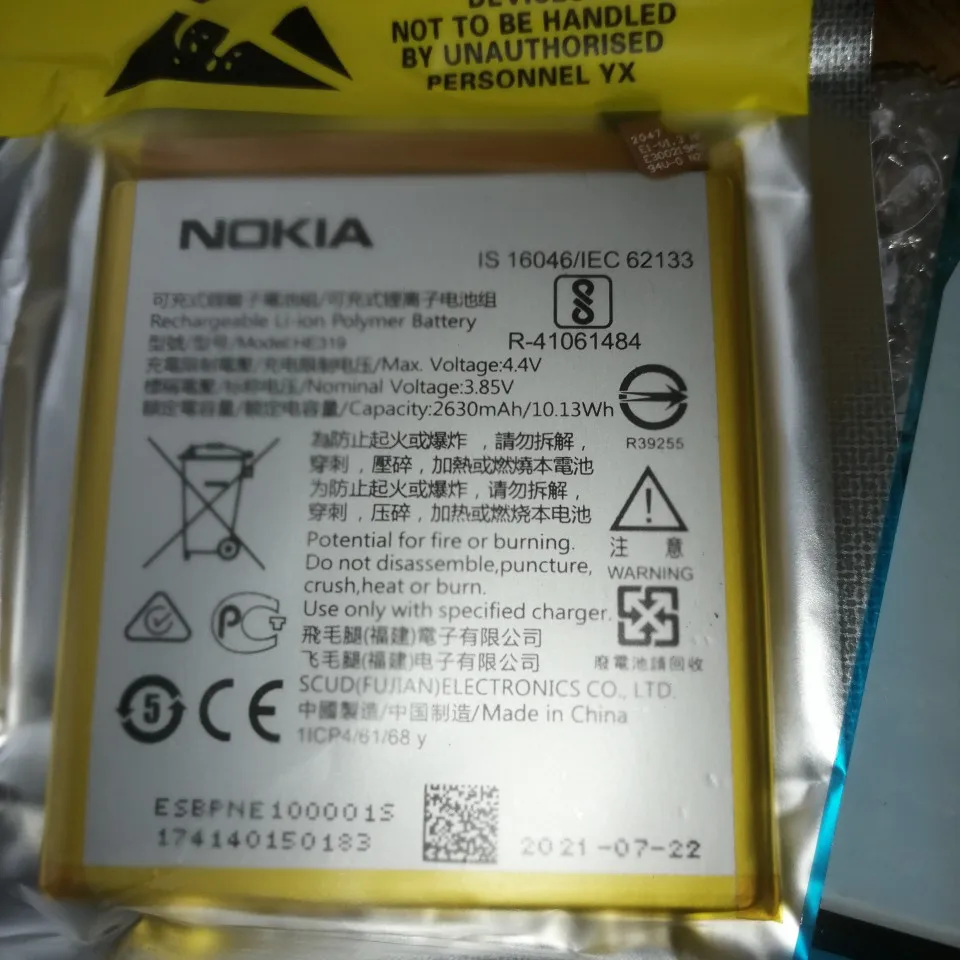 DEVICES
NOT TO BE HANDLED
BY UNAUTHORISED
PERSONNEL YX
2047
94V-0
NOKIA
IS 16046/IEC 62133
可充式鋰離子電池組/可充式锂离子电池组
Rechargeable Li-ion Polymer Battery
R-41061484
型號/型号/Model:HE319
充電限制電壓/充电限制电压/Max. Voltage:4.4V
標稱電壓/标称电压/Nominal Voltage:3.85V
額定電容量/额定电容量/Capacity:2630mAh/10.13Wh
R39255
為防止起火或爆炸，請勿拆解，
穿刺，壓碎，加熱或燃燒本電池
为防止起火或爆炸，请勿拆解，
穿刺，压碎，加热或燃烧本电池
Potential for fire or burning.
Do not disassemble,puncture,
crush,heat or burn.
Use only with specified charger.
注 意
WARNING
飛毛腿(福建)電子有限公司
飞毛腿(福建)电子有限公司
廢電池請回收
SCUD(FUJIAN)ELECTRONICS CO., LTD.
中國製造/中国制造/Made in China
1ICP4/61/68 y
PCT
5
CE
ESBPNE100001S
174140150183
2021-07-22